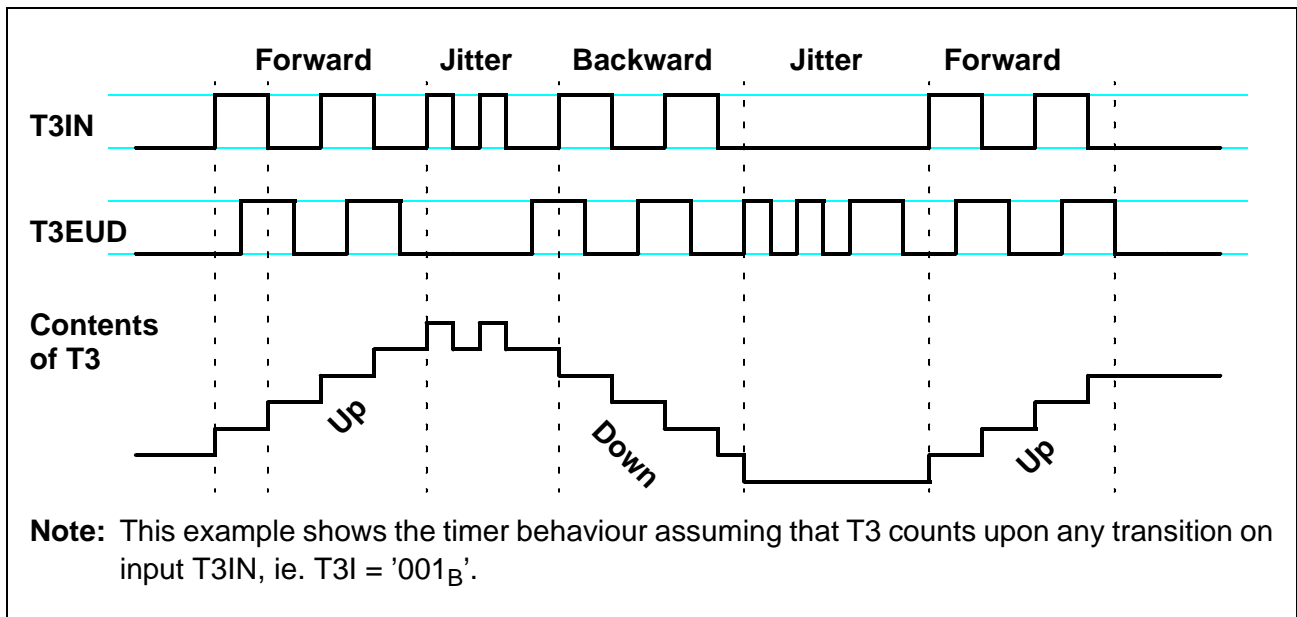 Forward Jitter Backward Jitter Forward
T3IN
T3EUD
Contents
of T3
Up
Down
Up
Note: This example shows the timer behaviour assuming that T3 counts upon any transition on
input T3IN, ie. T3I = '001B'.